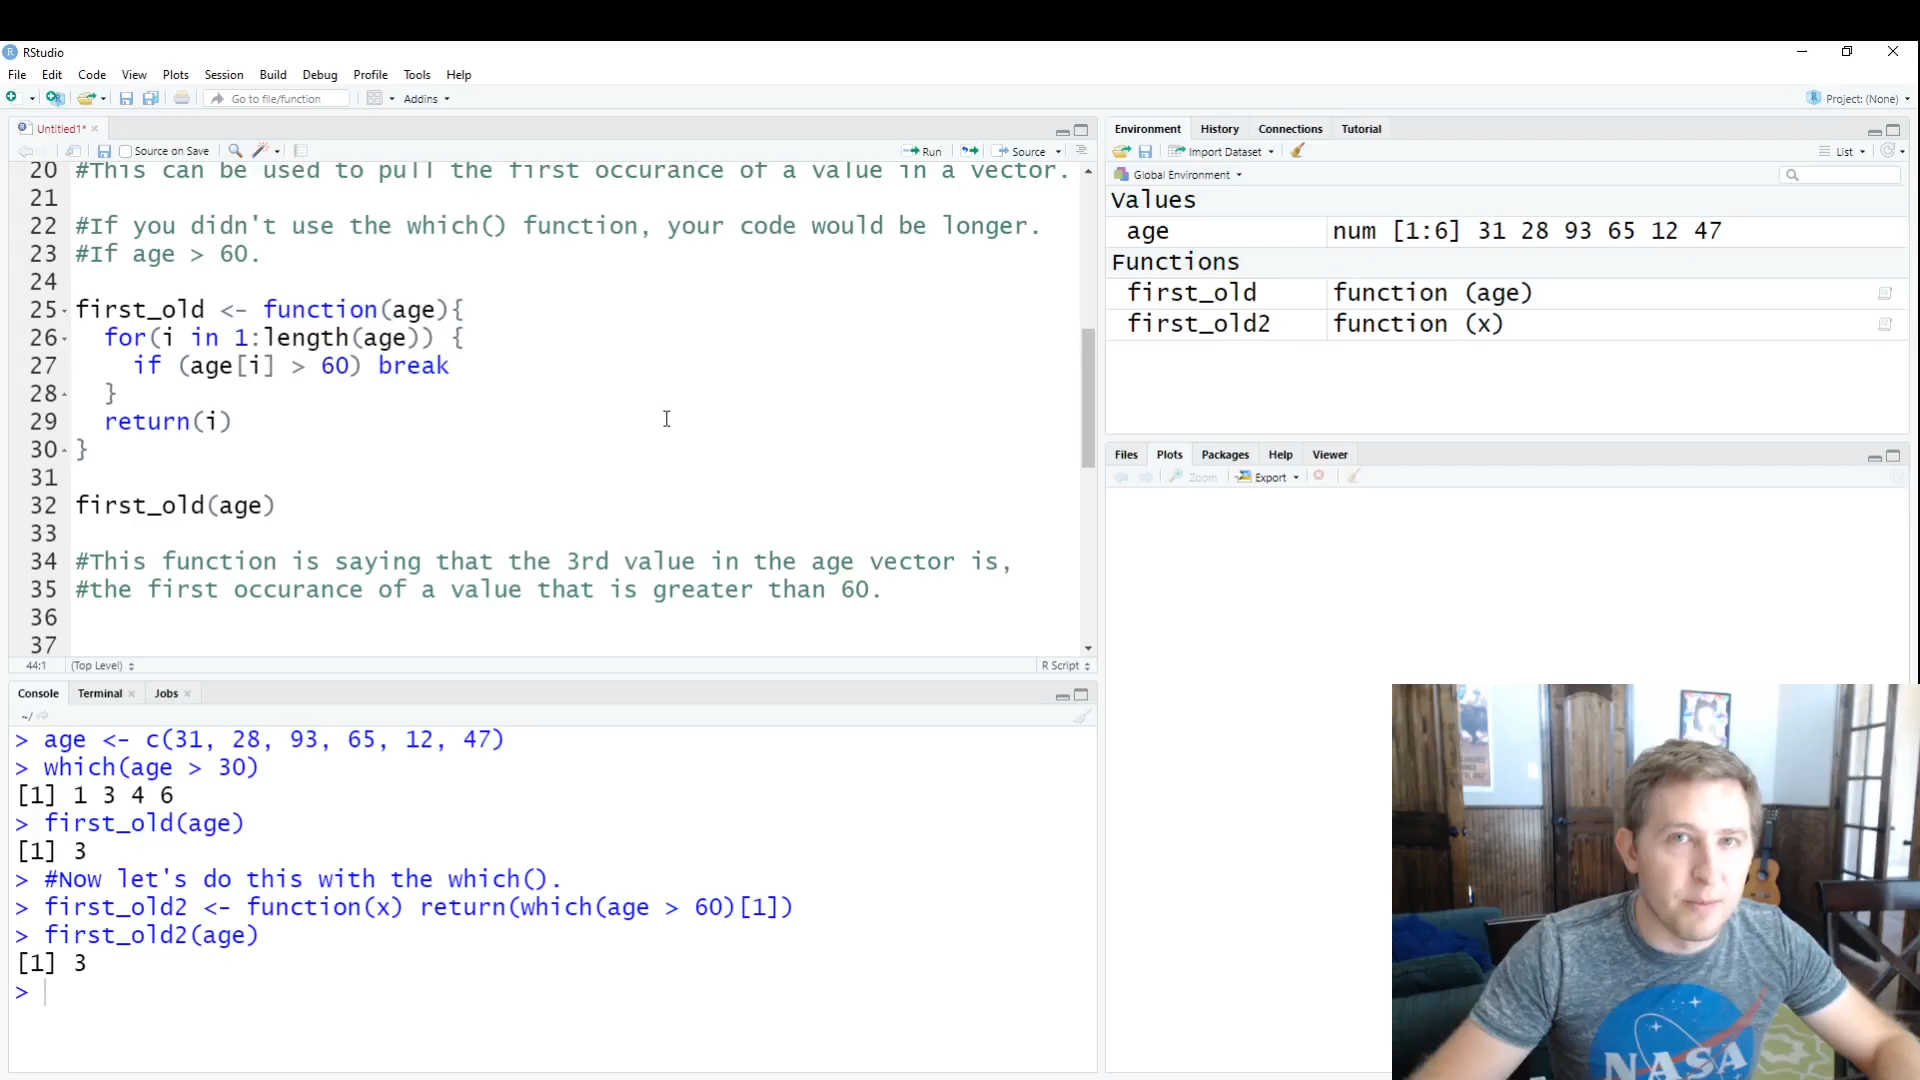 RStudio
File Edit Code View Plots Session Build Debug Profile Tools Help
Go to file/function Addins Project: (None)
Untitled1*
Source on Save Run Source
20 #This can be used to pull the first occurance of a value in a vector.
21
22 #If you didn't use the which() function, your code would be longer.
23 #If age > 60.
24
25 first_old <- function(age){
26 for(i in 1:length(age)) {
27 if (age[i] > 60) break
28 }
29 return(i)
30 }
31
32 first_old(age)
33
34 #This function is saying that the 3rd value in the age vector is,
35 #the first occurance of a value that is greater than 60.
36
37
44:1 (Top Level) R Script
Console Terminal Jobs
~/
> age <- c(31, 28, 93, 65, 12, 47)
> which(age > 30)
[1] 1 3 4 6
> first_old(age)
[1] 3
> #Now let's do this with the which().
> first_old2 <- function(x) return(which(age > 60)[1])
> first_old2(age)
[1] 3
>
Environment History Connections Tutorial
Import Dataset List
Global Environment
Values
age num [1:6] 31 28 93 65 12 47
Functions
first_old function (age)
first_old2 function (x)
Files Plots Packages Help Viewer
Zoom Export
NASA